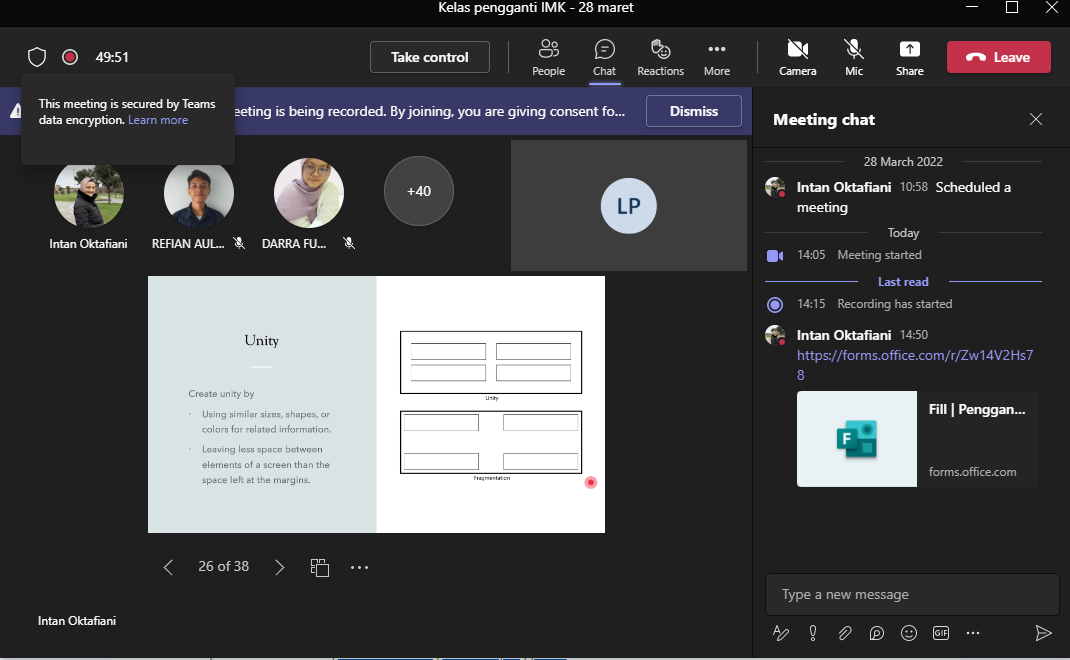 Kelas pengganti IMK - 28 maret
49:51
Take control
People
Chat
Reactions
More
Camera
Mic
Share
Leave
This meeting is secured by Teams
data encryption. Learn more
eeting is being recorded. By joining, you are giving consent fo...
Dismiss
Intan Oktafiani
REFIAN AUL...
DARRA FU...
+40
LP
Unity
Create unity by
· Using similar sizes, shapes, or
colors for related information.
· Leaving less space between
elements of a screen than the
space left at the margins.
Unity
Fragmentation
26 of 38
Intan Oktafiani
Meeting chat
28 March 2022
Intan Oktafiani 10:58 Scheduled a
meeting
Today
14:05 Meeting started
Last read
14:15 Recording has started
Intan Oktafiani 14:50
https://forms.office.com/r/Zw14V2Hs7
8
F
Fill | Penggan...
forms.office.com
Type a new message
GIF